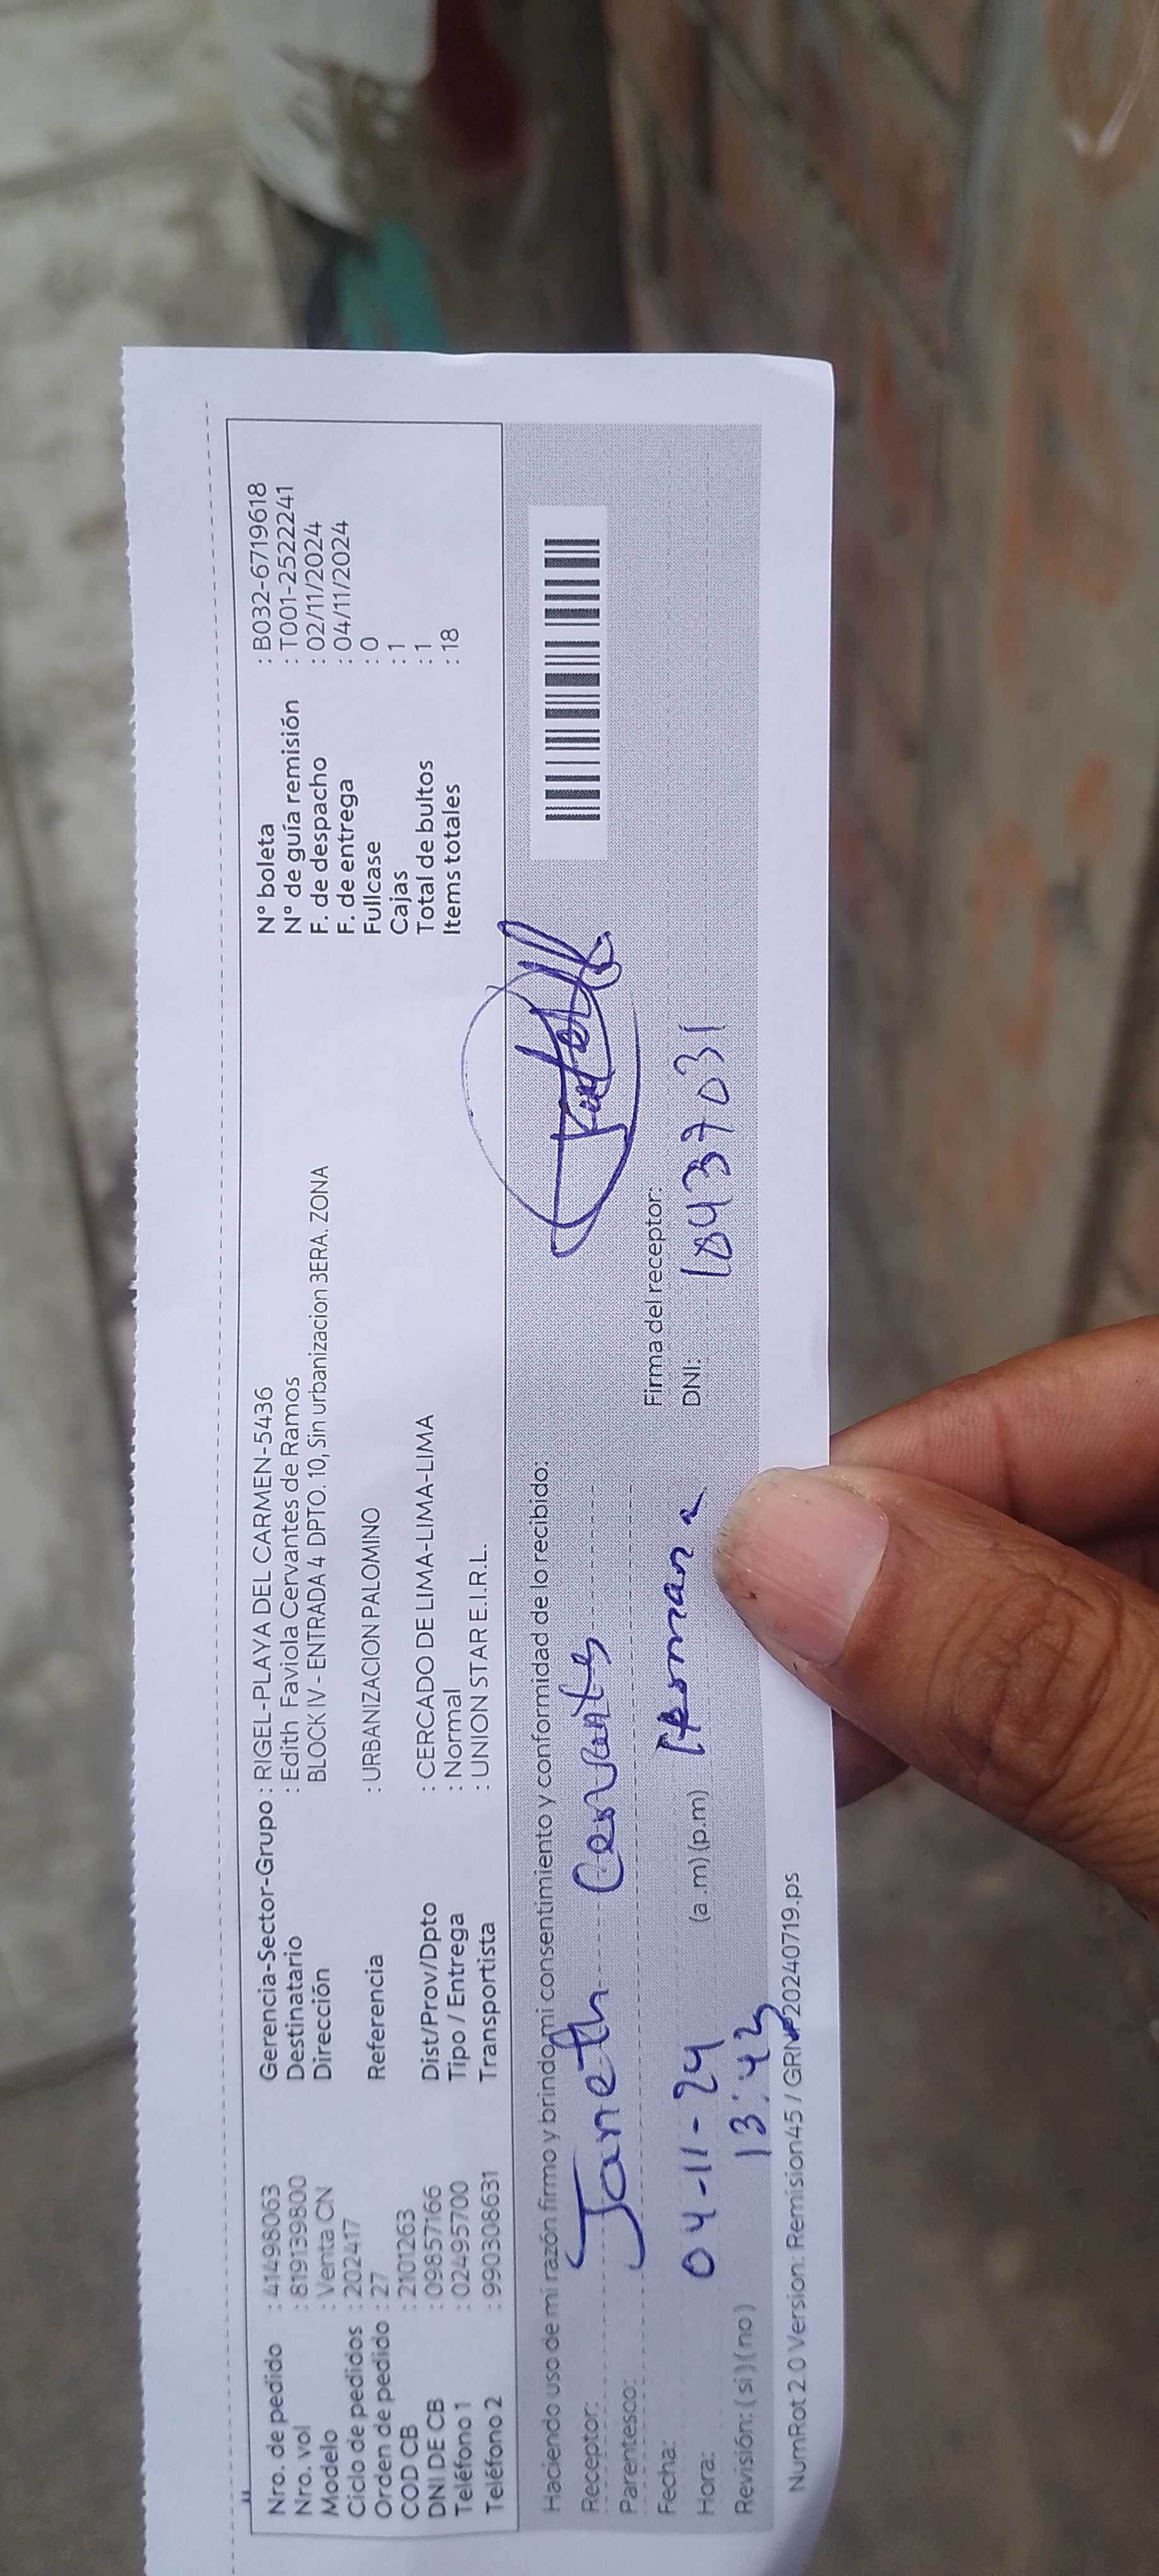 Nro. de pedido : 41498063
Nro. vol : 819139800
Modelo : Venta CN
Ciclo de pedidos : 202417
Orden de pedido : 27
COD CB : 2101263
DNI DE CB : 09857166
Teléfono 1 : 02495700
Teléfono 2 : 990308631
Gerencia-Sector-Grupo : RIGEL-PLAYA DEL CARMEN-5436
Destinatario : Edith Faviola Cervantes de Ramos
Dirección BLOCK IV - ENTRADA 4 DPTO. 10, Sin urbanizacion 3ERA. ZONA
Referencia : URBANIZACION PALOMINO
Dist/Prov/Dpto : CERCADO DE LIMA-LIMA-LIMA
Tipo / Entrega : Normal
Transportista : UNION STAR E.I.R.L.
N° boleta : B032-6719618
N° de guía remisión : T001-2522241
F. de despacho : 02/11/2024
F. de entrega : 04/11/2024
Fullcase : 0
Cajas : 1
Total de bultos : 1
Items totales : 18
Haciendo uso de mi razón firmo y brindo mi consentimiento y conformidad de lo recibido:
Receptor: Janeth Cervantes
Parentesco:
Firma del receptor:
Fecha: 04-11-24
Hora: 13:43 (a.m) (p.m)
DNI: 10437031
Revisión: ( si ) ( no )
NumRot 2.0 Version: Remision45 / GRNP20240719.ps